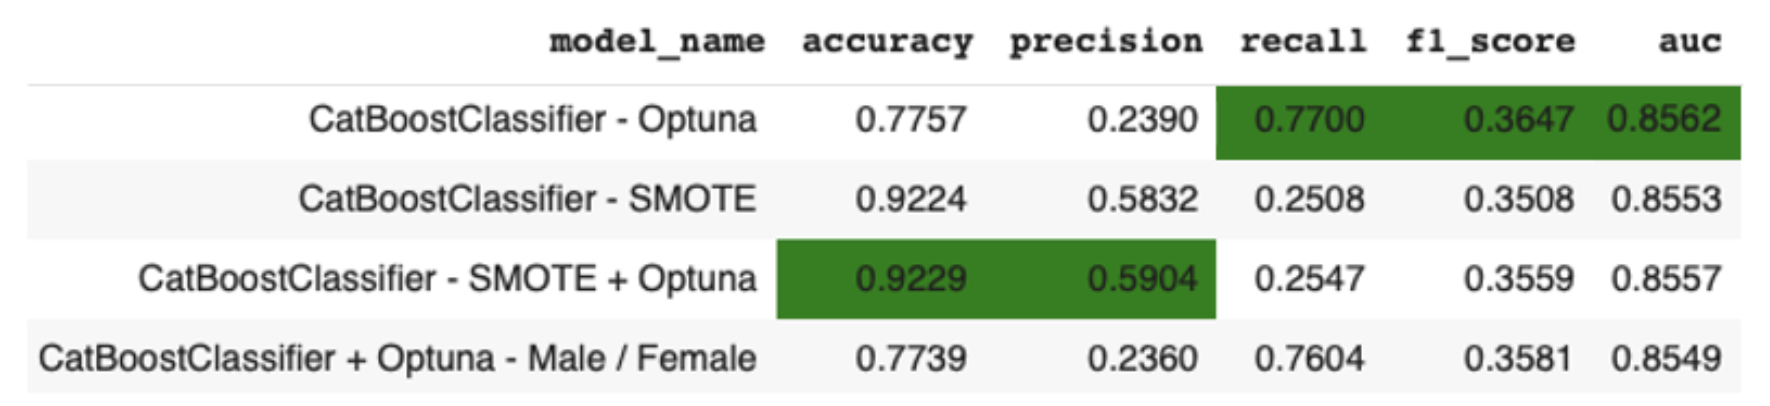 model_name accuracy precision recall f1_score auc
CatBoostClassifier - Optuna 0.7757 0.2390 0.7700 0.3647 0.8562
CatBoostClassifier - SMOTE 0.9224 0.5832 0.2508 0.3508 0.8553
CatBoostClassifier - SMOTE + Optuna 0.9229 0.5904 0.2547 0.3559 0.8557
CatBoostClassifier + Optuna - Male / Female 0.7739 0.2360 0.7604 0.3581 0.8549